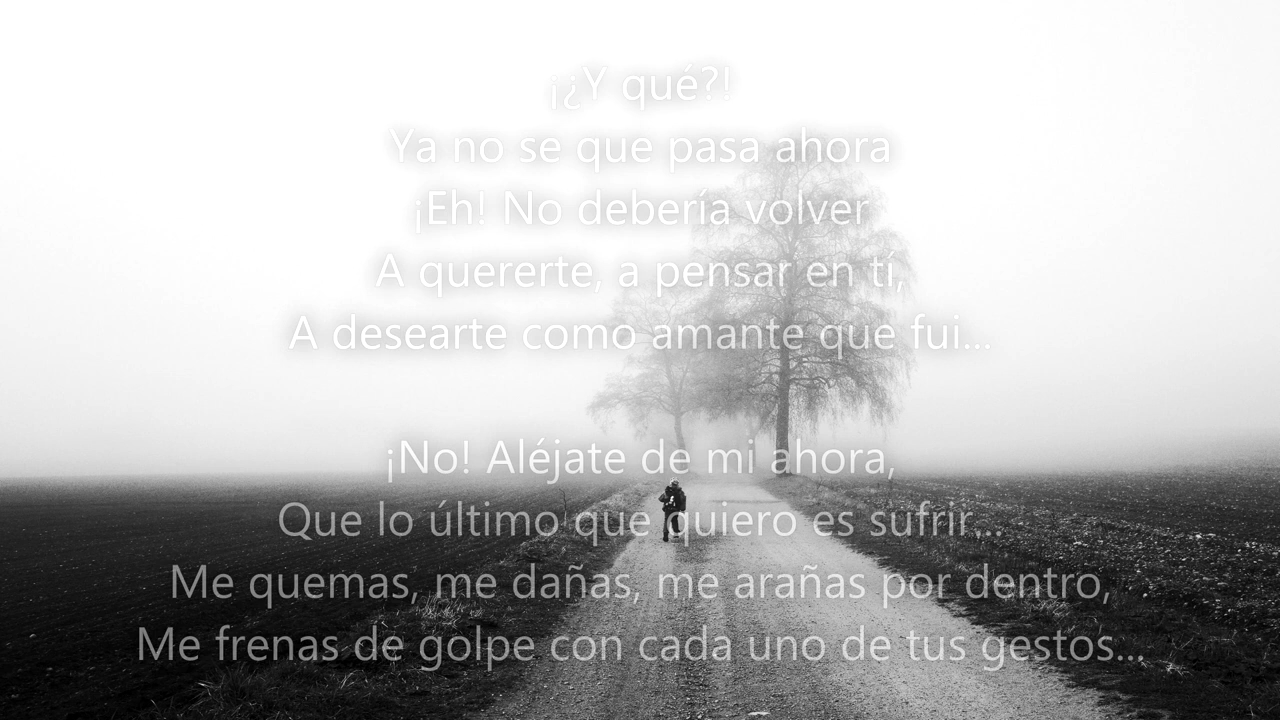 ¡¿Y qué?!
Ya no se que pasa ahora
¡Eh! No debería volver
A quererte, a pensar en tí,
A desearte como amante que fui...
¡No! Aléjate de mi ahora,
Que lo último que quiero es sufrir...
Me quemas, me dañas, me arañas por dentro,
Me frenas de golpe con cada uno de tus gestos...